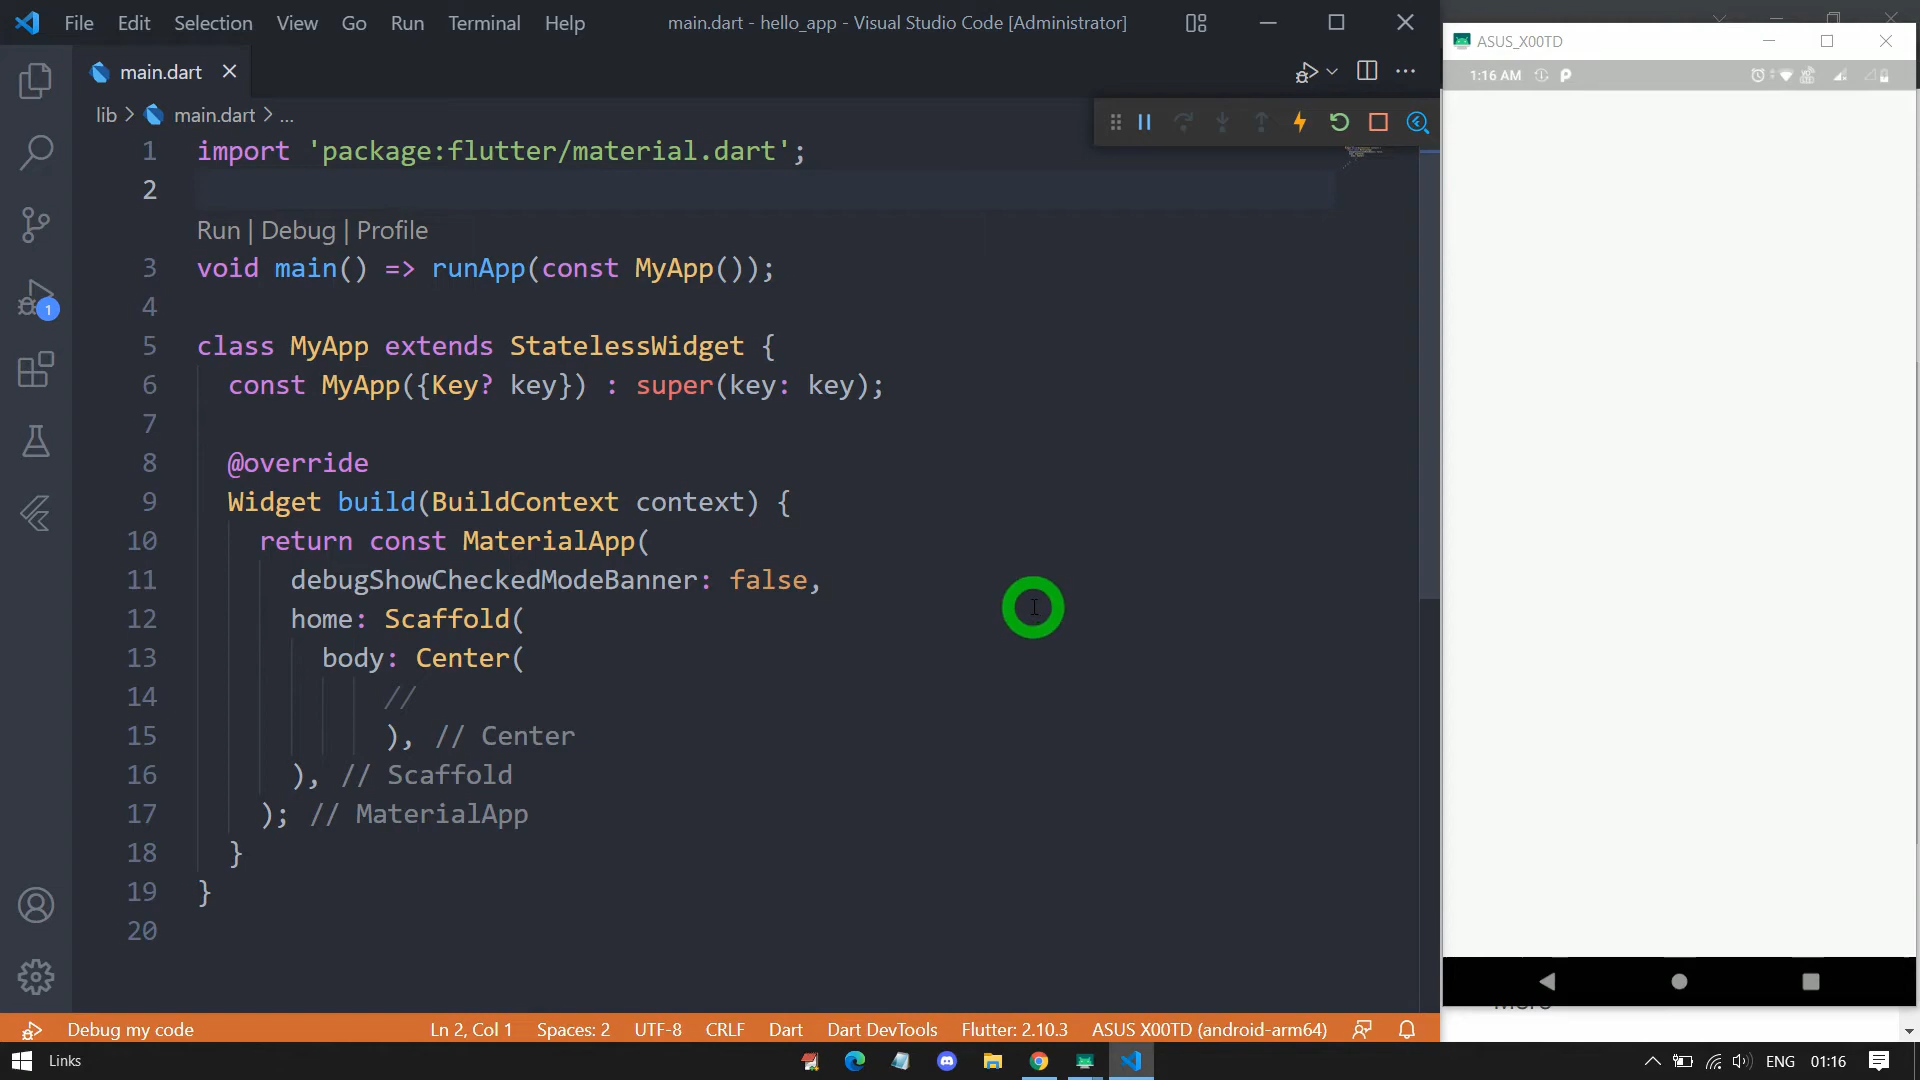 File Edit Selection View Go Run Terminal Help main.dart - hello_app - Visual Studio Code [Administrator]
ASUS_X00TD
main.dart
1:16 AM
lib > main.dart > ...
1 import 'package:flutter/material.dart';
2
Run | Debug | Profile
3 void main() => runApp(const MyApp());
4
5 class MyApp extends StatelessWidget {
6 const MyApp({Key? key}) : super(key: key);
7
8 @override
9 Widget build(BuildContext context) {
10 return const MaterialApp(
11 debugShowCheckedModeBanner: false,
12 home: Scaffold(
13 body: Center(
14 //
15 ), // Center
16 ), // Scaffold
17 ); // MaterialApp
18 }
19 }
20
1
Debug my code Ln 2, Col 1 Spaces: 2 UTF-8 CRLF Dart Dart DevTools Flutter: 2.10.3 ASUS X00TD (android-arm64)
Links ENG 01:16